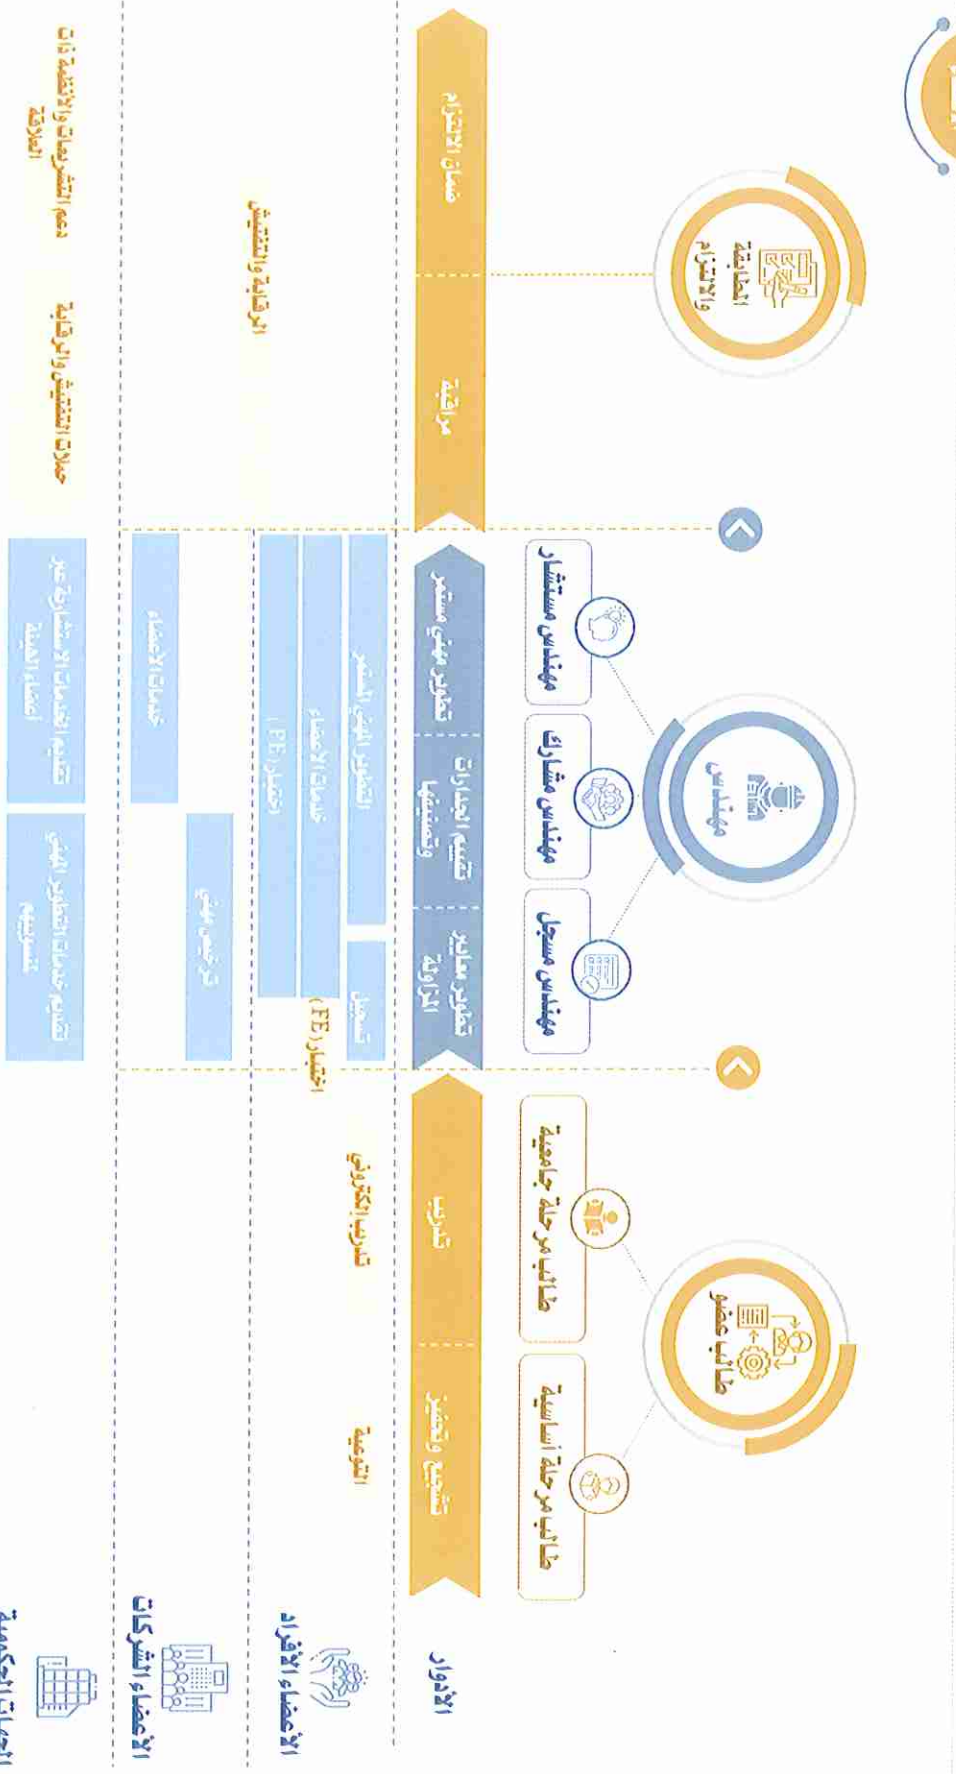 طالب عضو
مهندس
المطابقة
والالتزام
طالب مرحلة أساسية
طالب مرحلة جامعية
مهندس مسجل
مهندس مشارك
مهندس مستشار
الأدوار
تشجيع وتحفيز
تدريب
تطوير معايير
المزاولة
تقييم الجدارات
وتصنيفها
تطوير مهني مستمر
مراقبة
ضمان الالتزام
الأعضاء الأفراد
التوعية
تدريب الكتروني
اختبار (FE)
تسجيل
التطوير المهني المستمر
خدمات الأعضاء
اختبار (PE)
الرقابة والتفتيش
الأعضاء الشركات
ترخيص مهني
خدمات الأعضاء
الجهات الحكومية
تقديم خدمات التطوير المهني
لمنسوبيهم
تقديم الخدمات الاستشارية عبر
أعضاء الهيئة
حملات التفتيش والرقابة
دعم التشريعات والأنظمة ذات
العلاقة